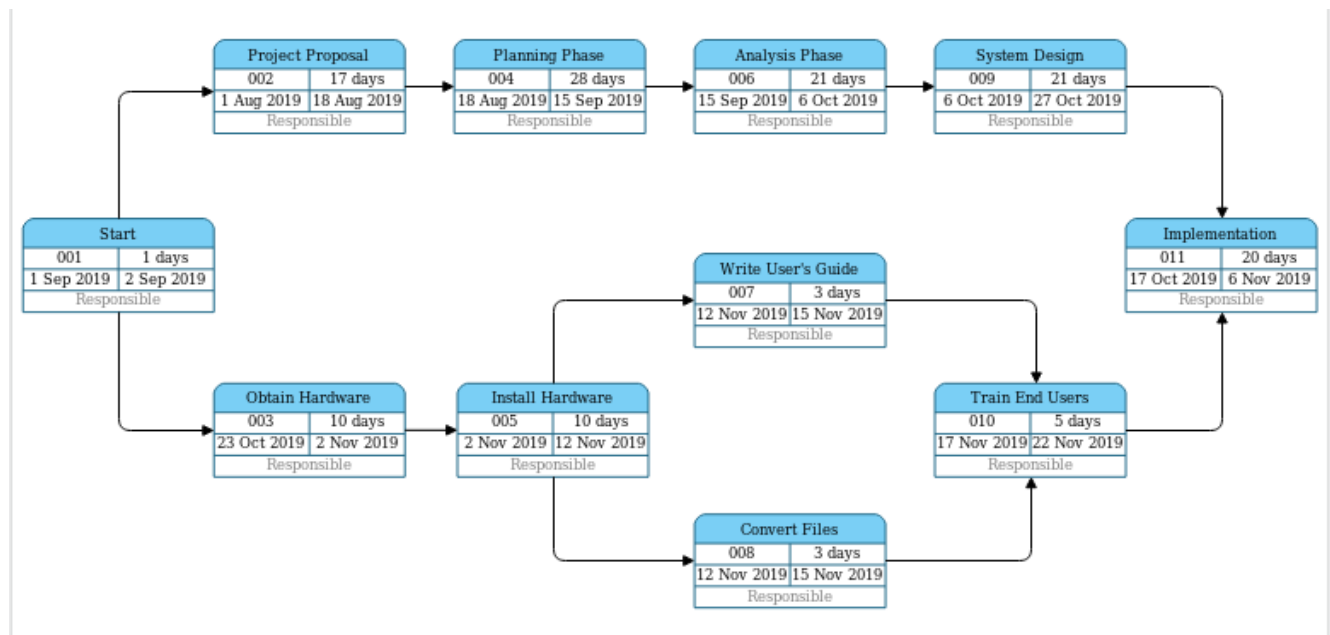 Project Proposal
002 17 days
1 Aug 2019 18 Aug 2019
Responsible
Planning Phase
004 28 days
18 Aug 2019 15 Sep 2019
Responsible
Analysis Phase
006 21 days
15 Sep 2019 6 Oct 2019
Responsible
System Design
009 21 days
6 Oct 2019 27 Oct 2019
Responsible
Start
001 1 days
1 Sep 2019 2 Sep 2019
Responsible
Implementation
011 20 days
17 Oct 2019 6 Nov 2019
Responsible
Write User's Guide
007 3 days
12 Nov 2019 15 Nov 2019
Responsible
Obtain Hardware
003 10 days
23 Oct 2019 2 Nov 2019
Responsible
Install Hardware
005 10 days
2 Nov 2019 12 Nov 2019
Responsible
Train End Users
010 5 days
17 Nov 2019 22 Nov 2019
Responsible
Convert Files
008 3 days
12 Nov 2019 15 Nov 2019
Responsible